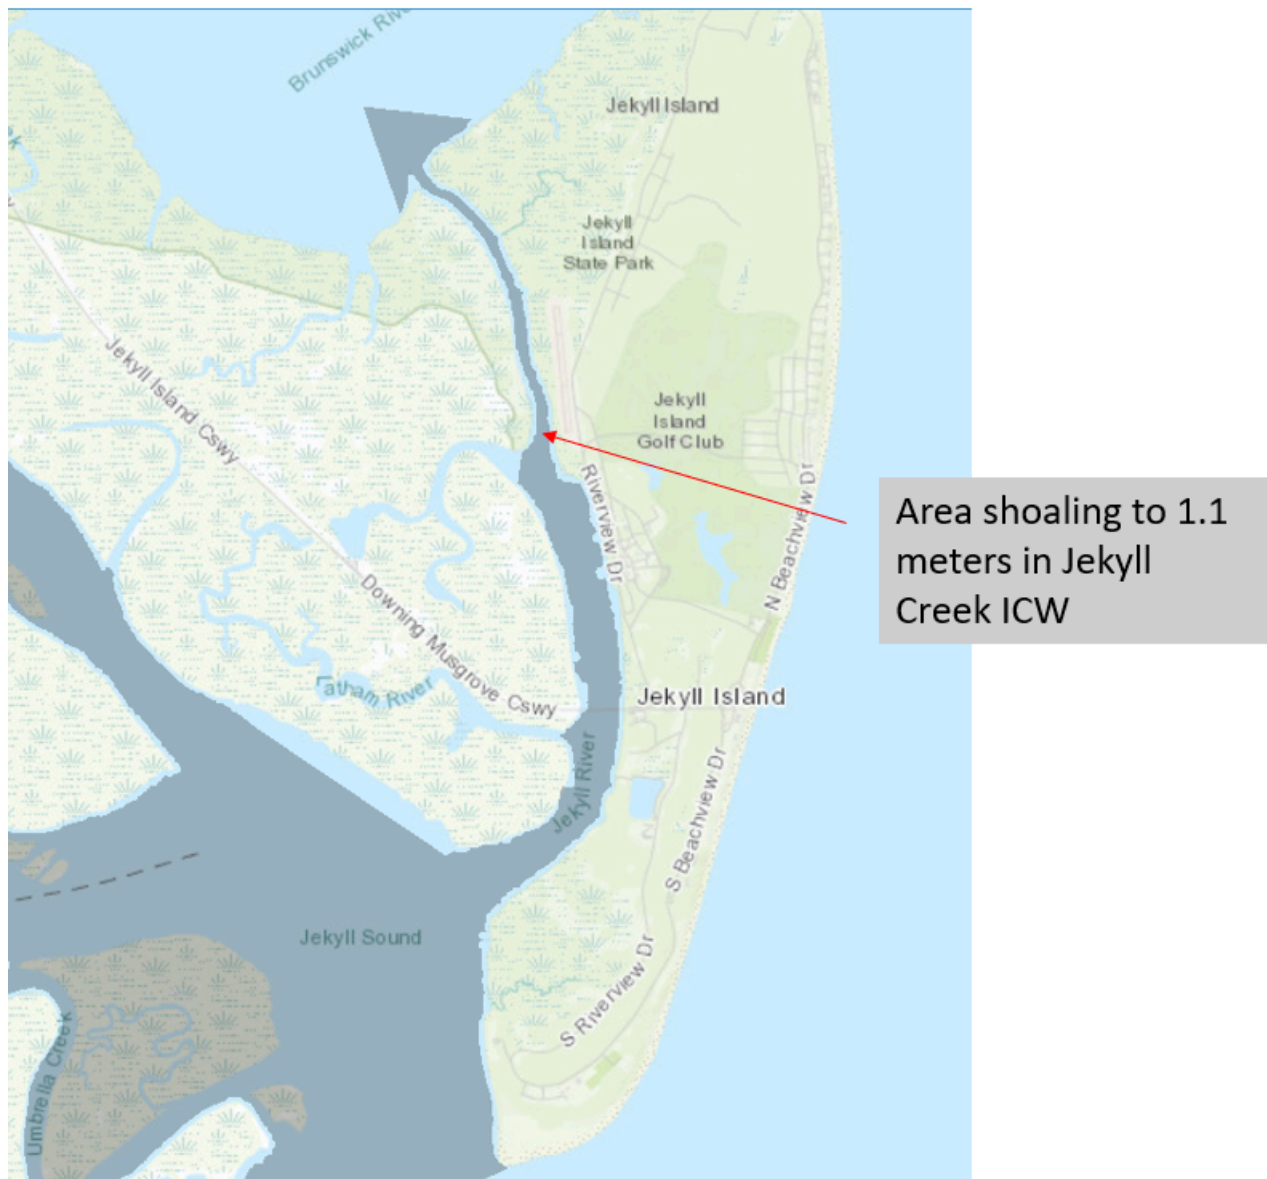 Brunswick Rive
Jekyll Island
Jekyll
Island
State Park
Jekyll Island Cswy
Jekyll
Island
Golf Club
Riverview Dr
N Beachview Dr
Area shoaling to 1.1
meters in Jekyll
Creek ICW
Downing Musgrove Cswy
Tatham River
Jekyll Island
Jekyll River
S Beachview Dr
Jekyll Sound
S Riverview Dr
Umbrella Creek